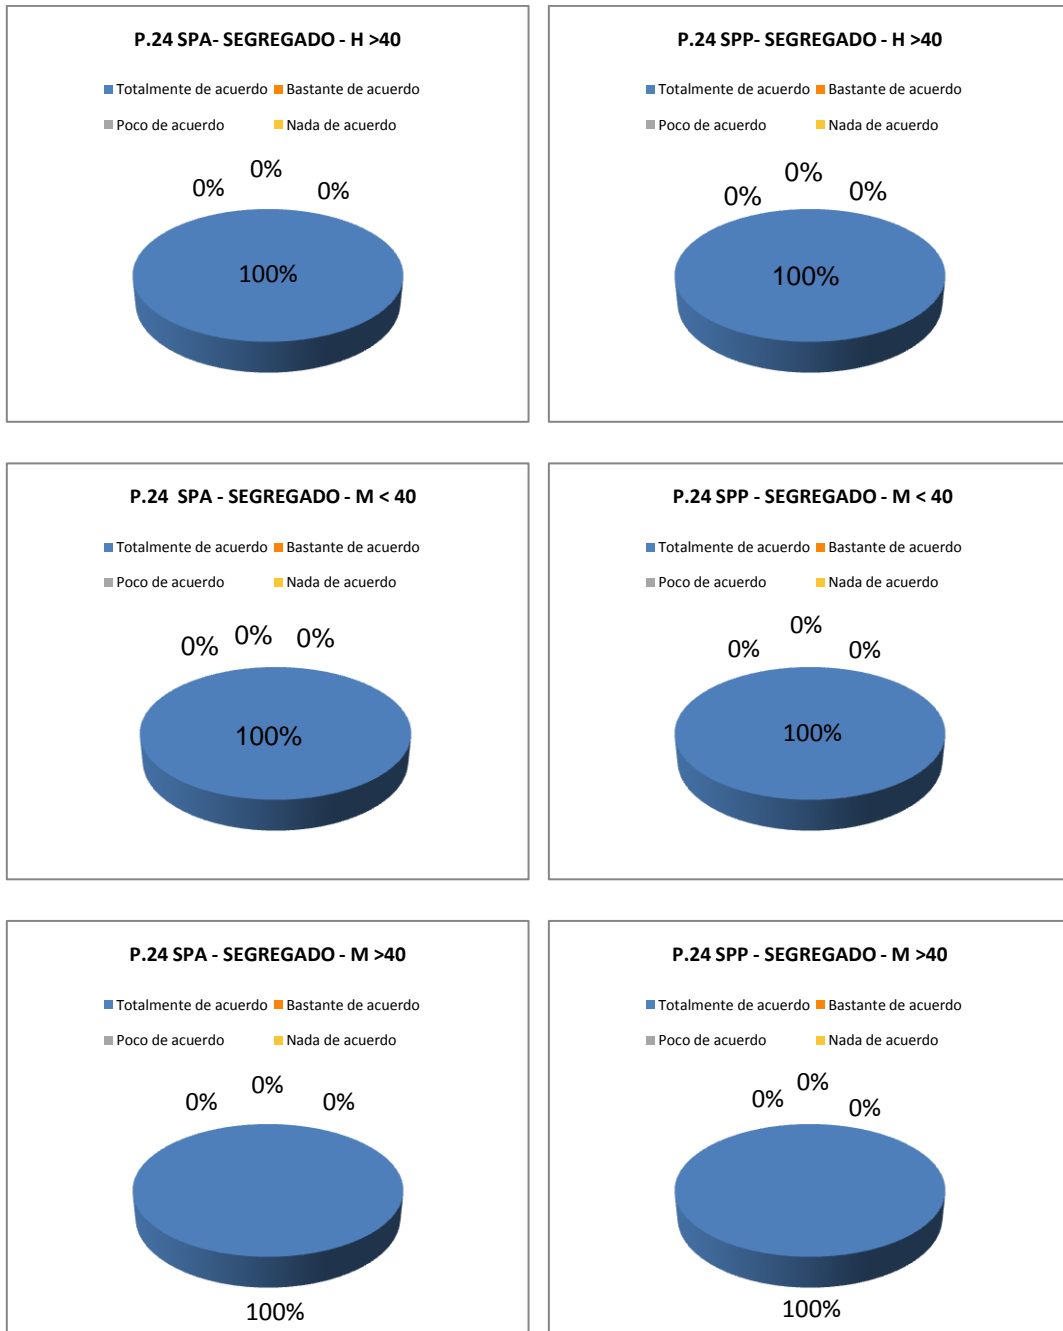 P.24 SPA- SEGREGADO - H >40
Totalmente de acuerdo Bastante de acuerdo
Poco de acuerdo Nada de acuerdo
0%
0% 0%
100%
P.24 SPP- SEGREGADO - H >40
Totalmente de acuerdo Bastante de acuerdo
Poco de acuerdo Nada de acuerdo
0%
0% 0%
100%
P.24 SPA - SEGREGADO - M < 40
Totalmente de acuerdo Bastante de acuerdo
Poco de acuerdo Nada de acuerdo
0% 0% 0%
100%
P.24 SPP - SEGREGADO - M < 40
Totalmente de acuerdo Bastante de acuerdo
Poco de acuerdo Nada de acuerdo
0%
0% 0%
100%
P.24 SPA - SEGREGADO - M >40
Totalmente de acuerdo Bastante de acuerdo
Poco de acuerdo Nada de acuerdo
0%
0% 0%
100%
P.24 SPP - SEGREGADO - M >40
Totalmente de acuerdo Bastante de acuerdo
Poco de acuerdo Nada de acuerdo
0%
0% 0%
100%